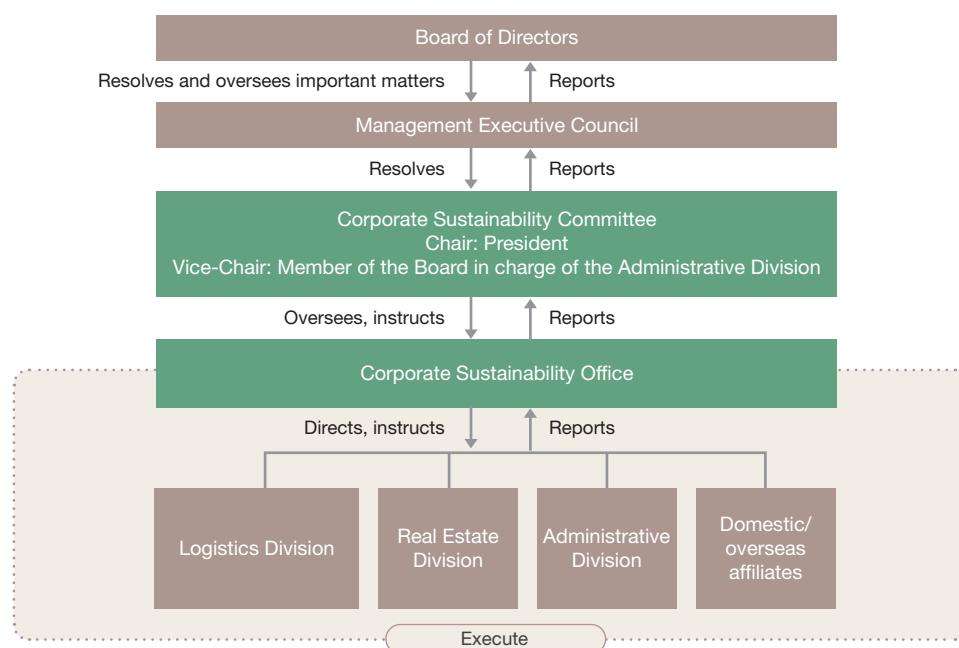 Board of Directors
Resolves and oversees important matters
Reports
Management Executive Council
Resolves
Reports
Corporate Sustainability Committee
Chair: President
Vice-Chair: Member of the Board in charge of the Administrative Division
Oversees, instructs
Reports
Corporate Sustainability Office
Directs, instructs
Reports
Logistics Division
Real Estate
Division
Administrative
Division
Domestic/
overseas
affiliates
Execute